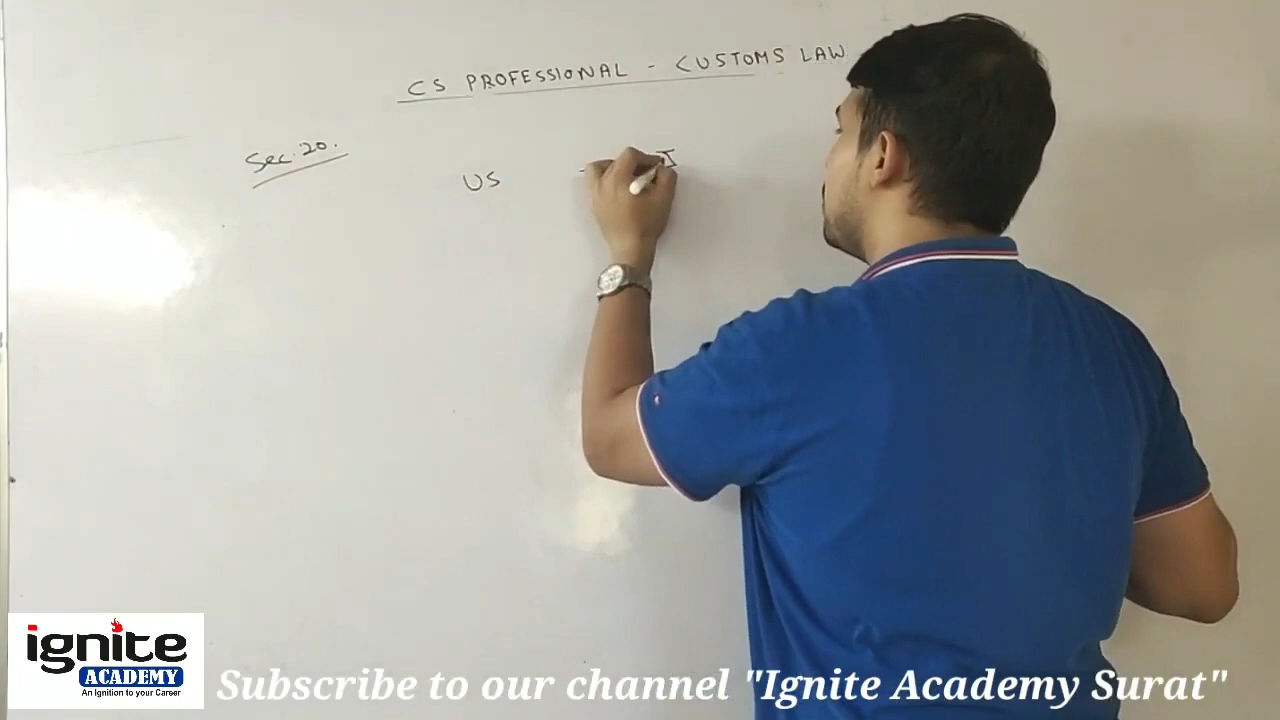 CS PROFESSIONAL - CUSTOMS LAW
Sec. 20.
US
ignite
ACADEMY
An Ignition to your Career
Subscribe to our channel "Ignite Academy Surat"